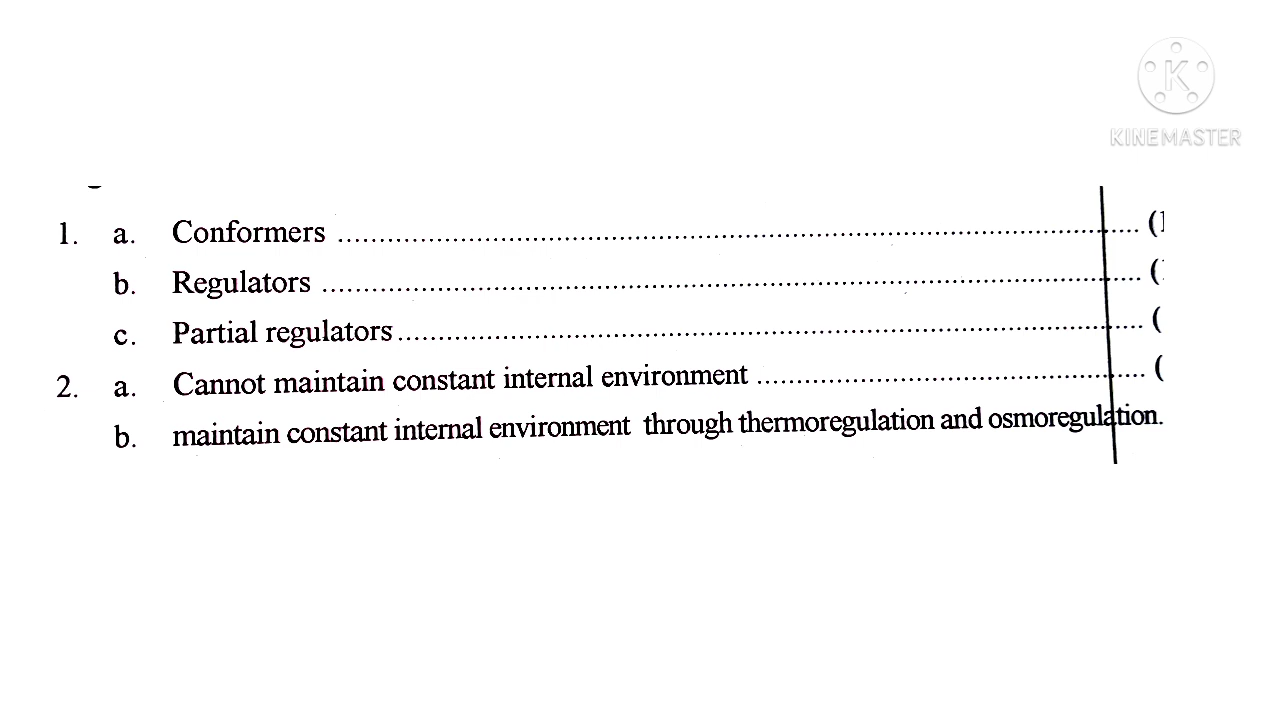 KINEMASTER
1. a. Conformers ........................................................................................................ (1
b. Regulators ........................................................................................................ (
c. Partial regulators ................................................................................................ (
2. a. Cannot maintain constant internal environment .................................................. (
b. maintain constant internal environment through thermoregulation and osmoregulation.